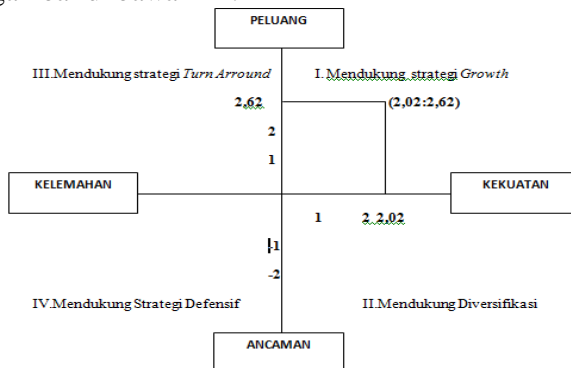 PELUANG
III.Mendukung strategi Turn Arround
I. Mendukung strategi Growth
2,62
(2,02:2,62)
2
1
KELEMAHAN
KEKUATAN
1
2 2,02
-1
-2
IV.Mendukung Strategi Defensif
II.Mendukung Diversifikasi
ANCAMAN